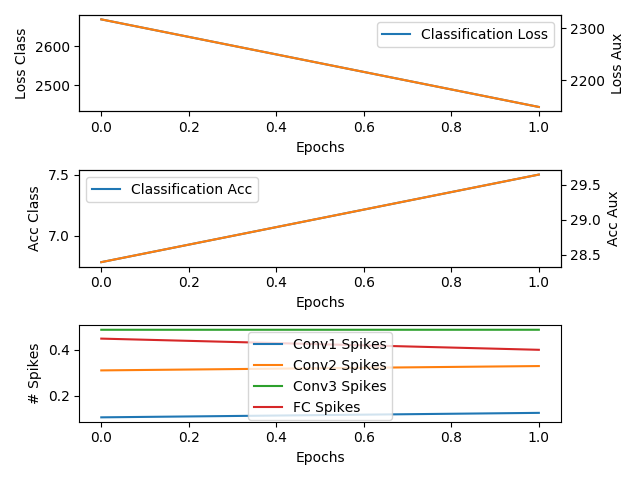 Classification Loss
Loss Class
2600
2500
2300
2200
Loss Aux
0.0 0.2 0.4 0.6 0.8 1.0
Epochs
Classification Acc
Acc Class
7.5
7.0
29.5
29.0
28.5
Acc Aux
0.0 0.2 0.4 0.6 0.8 1.0
Epochs
# Spikes
0.4
0.2
Conv1 Spikes
Conv2 Spikes
Conv3 Spikes
FC Spikes
0.0 0.2 0.4 0.6 0.8 1.0
Epochs